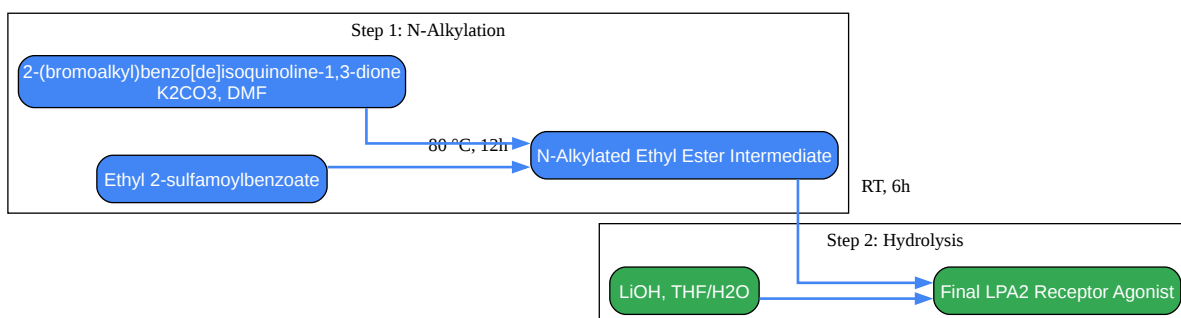 Step 1: N-Alkylation
2-(bromoalkyl)benzo[de]isoquinoline-1,3-dione
K2CO3, DMF
80 °C, 12h
N-Alkylated Ethyl Ester Intermediate
Ethyl 2-sulfamoylbenzoate
RT, 6h
Step 2: Hydrolysis
LiOH, THF/H2O
Final LPA2 Receptor Agonist